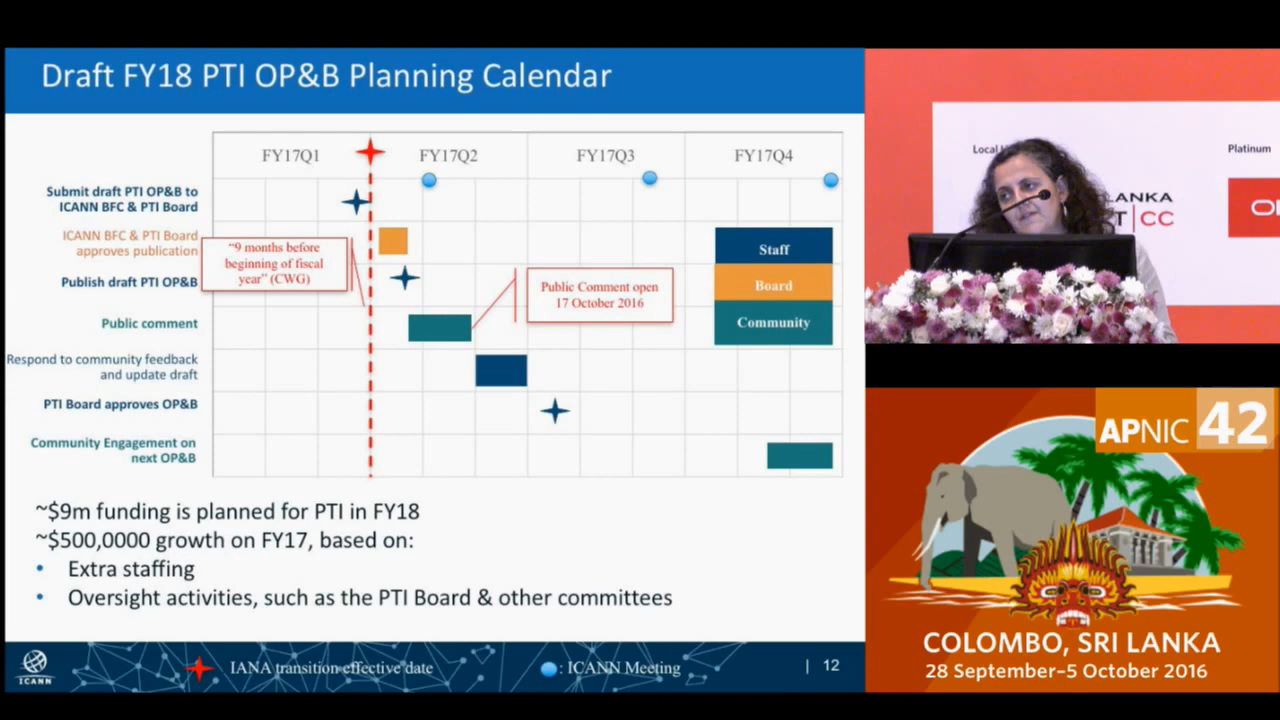 Draft FY18 PTI OP&B Planning Calendar
FY17Q1
FY17Q2
FY17Q3
FY17Q4
Submit draft PTI OP&B to
ICANN BFC & PTI Board
ICANN BFC & PTI Board
approves publication
"9 months before
beginning of fiscal
year" (CWG)
Publish draft PTI OP&B
Public Comment open
17 October 2016
Staff
Board
Community
Public comment
Respond to community feedback
and update draft
PTI Board approves OP&B
Community Engagement on
next OP&B
~$9m funding is planned for PTI in FY18
~$500,0000 growth on FY17, based on:
• Extra staffing
• Oversight activities, such as the PTI Board & other committees
ICANN
IANA transition effective date
: ICANN Meeting
| 12
Local
Platinum
ANKA
T|CC
APNIC 42
COLOMBO, SRI LANKA
28 September–5 October 2016